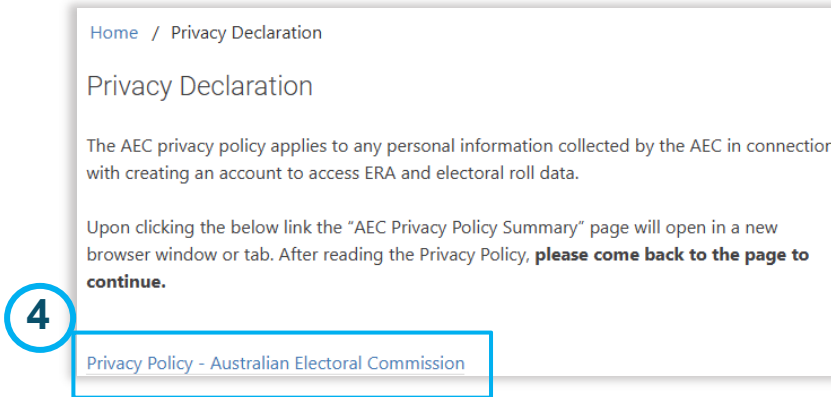 Home / Privacy Declaration
Privacy Declaration
The AEC privacy policy applies to any personal information collected by the AEC in connection
with creating an account to access ERA and electoral roll data.
Upon clicking the below link the “AEC Privacy Policy Summary” page will open in a new
browser window or tab. After reading the Privacy Policy, please come back to the page to
continue.
4
Privacy Policy - Australian Electoral Commission